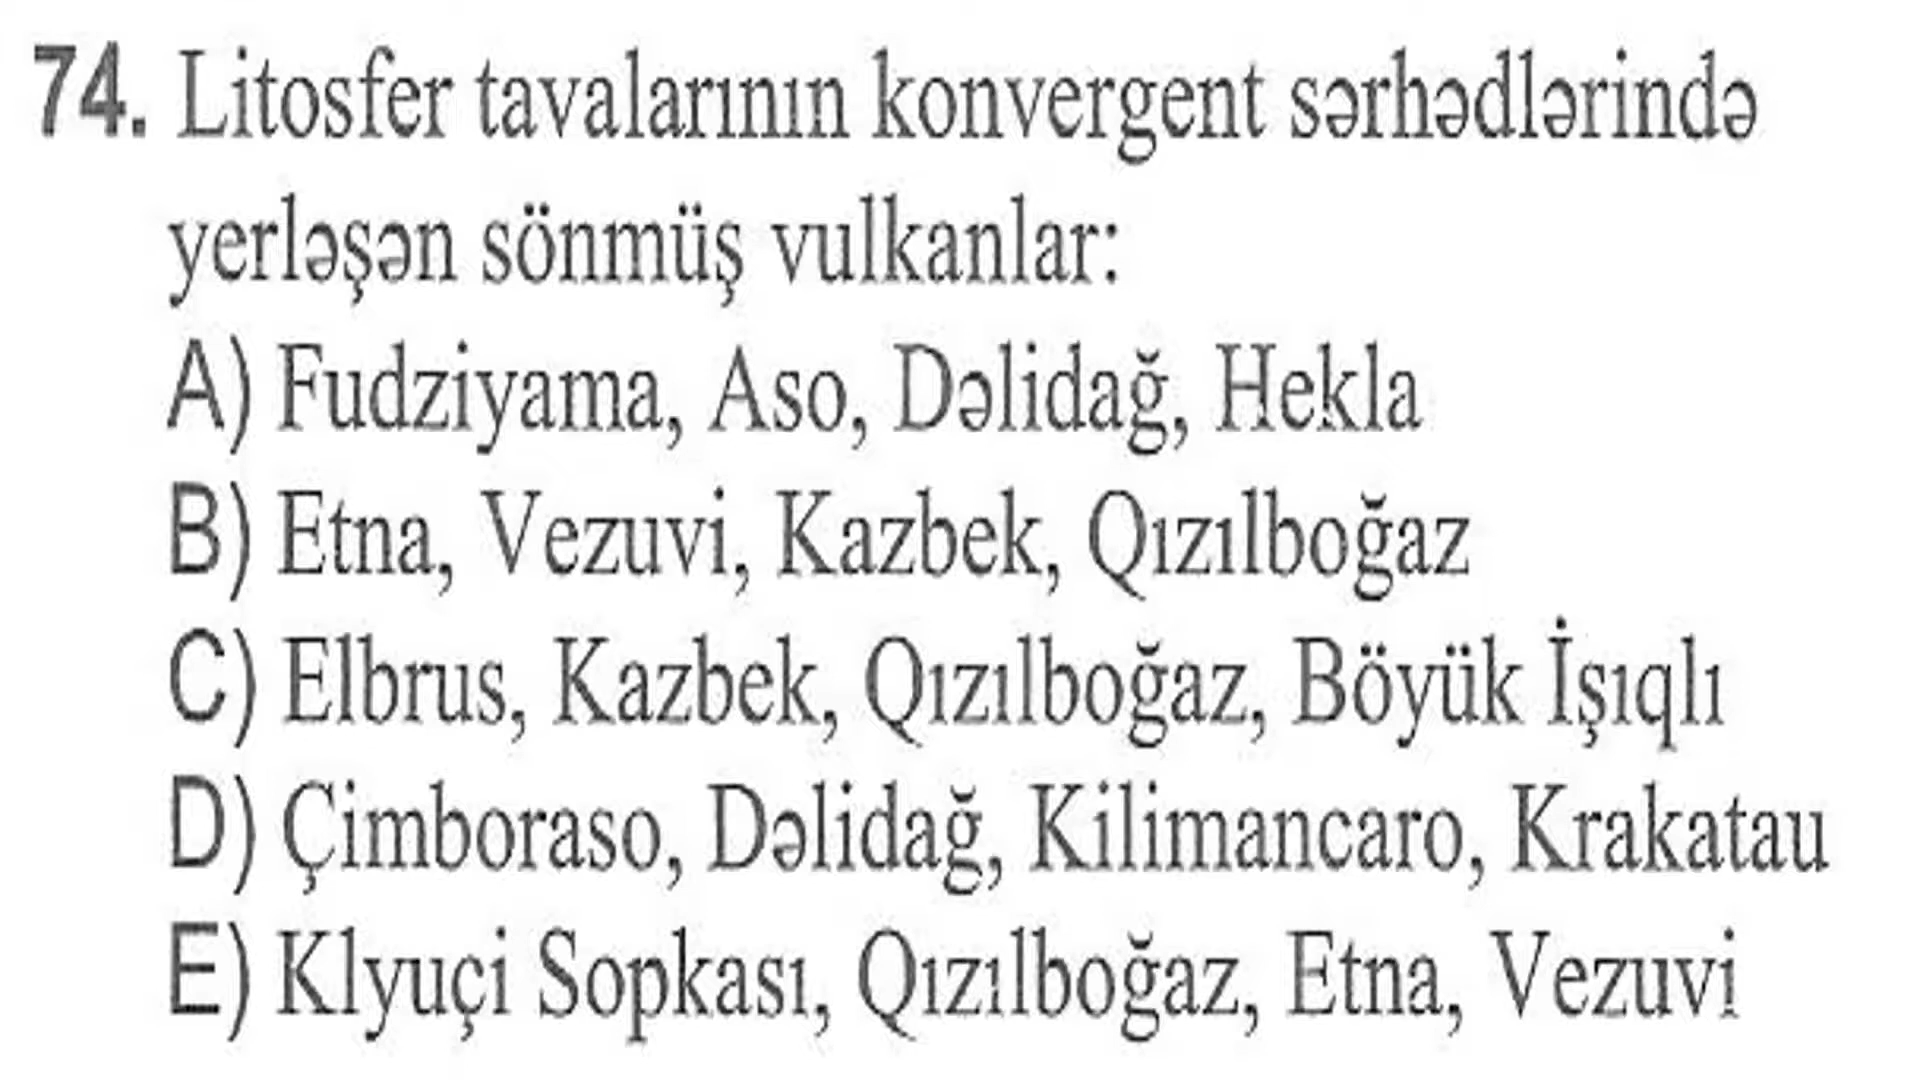 74. Litosfer tavalarının konvergent sərhədlərində
yerləşən sönmüş vulkanlar:
A) Fudziyama, Aso, Dəlidağ, Hekla
B) Etna, Vezuvi, Kazbek, Qızılboğaz
C) Elbrus, Kazbek, Qızılboğaz, Böyük İşıqlı
D) Çimboraso, Dəlidağ, Kilimancaro, Krakatau
E) Klyuçi Sopkası, Qızılboğaz, Etna, Vezuvi